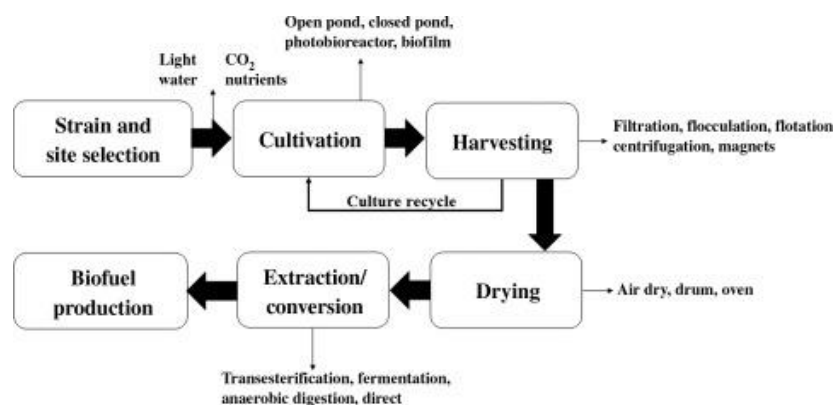 Open pond, closed pond,
photobioreactor, biofilm
Light CO2
water nutrients
Strain and
site selection
Cultivation
Harvesting
Filtration, flocculation, flotation
centrifugation, magnets
Culture recycle
Biofuel
production
Extraction/
conversion
Drying
Air dry, drum, oven
Transesterification, fermentation,
anaerobic digestion, direct